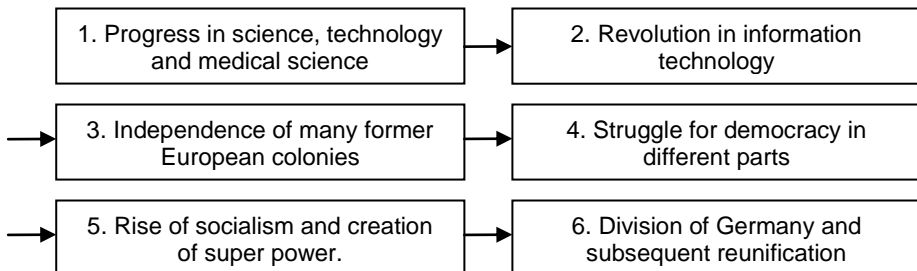 1. Progress in science, technology
and medical science
2. Revolution in information
technology
3. Independence of many former
European colonies
4. Struggle for democracy in
different parts
5. Rise of socialism and creation
of super power.
6. Division of Germany and
subsequent reunification